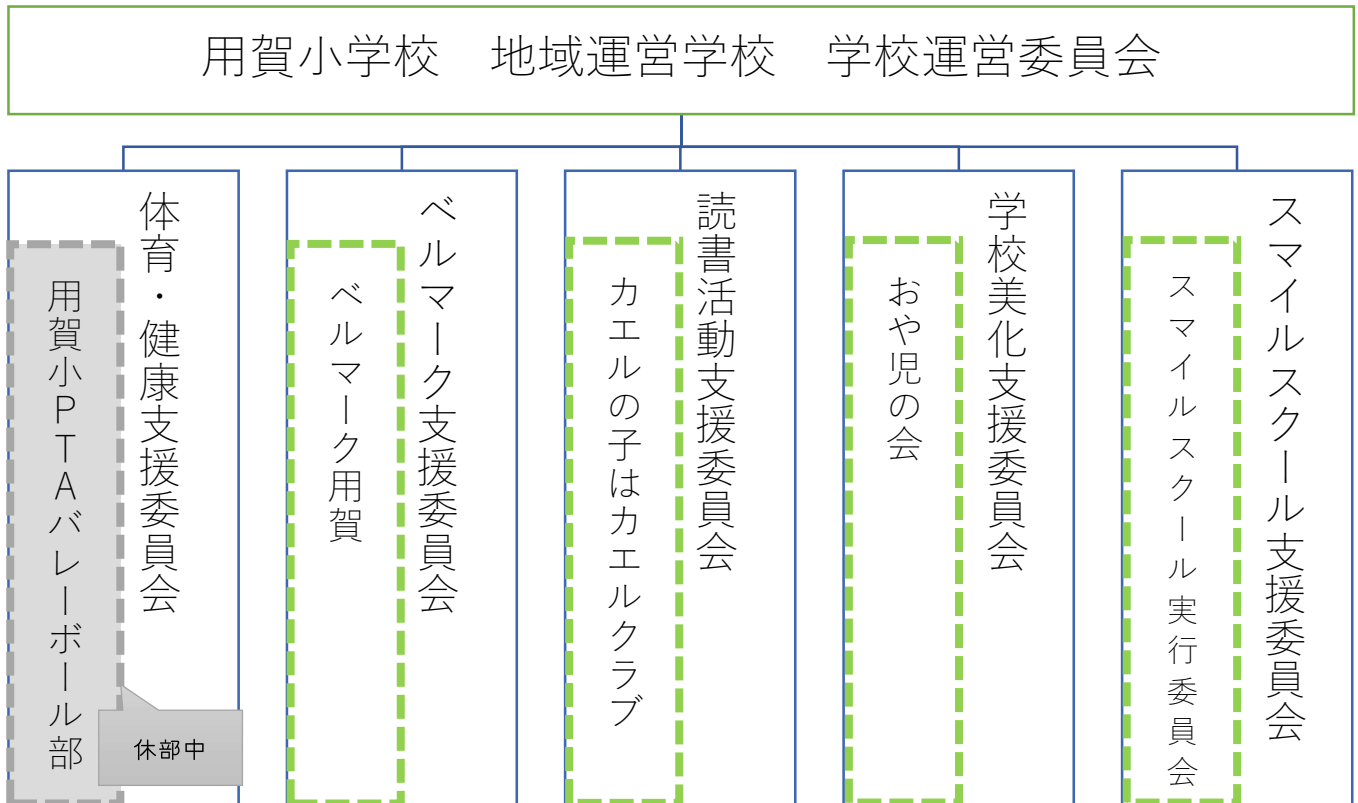 用賀小学校　地域運営学校　学校運営委員会
体育・健康支援委員会
用賀小PTAバレーボール部
休部中
ベルマーク支援委員会
ベルマーク用賀
読書活動支援委員会
カエルの子はカエルクラブ
学校美化支援委員会
おや児の会
スマイルスクール支援委員会
スマイルスクール実行委員会